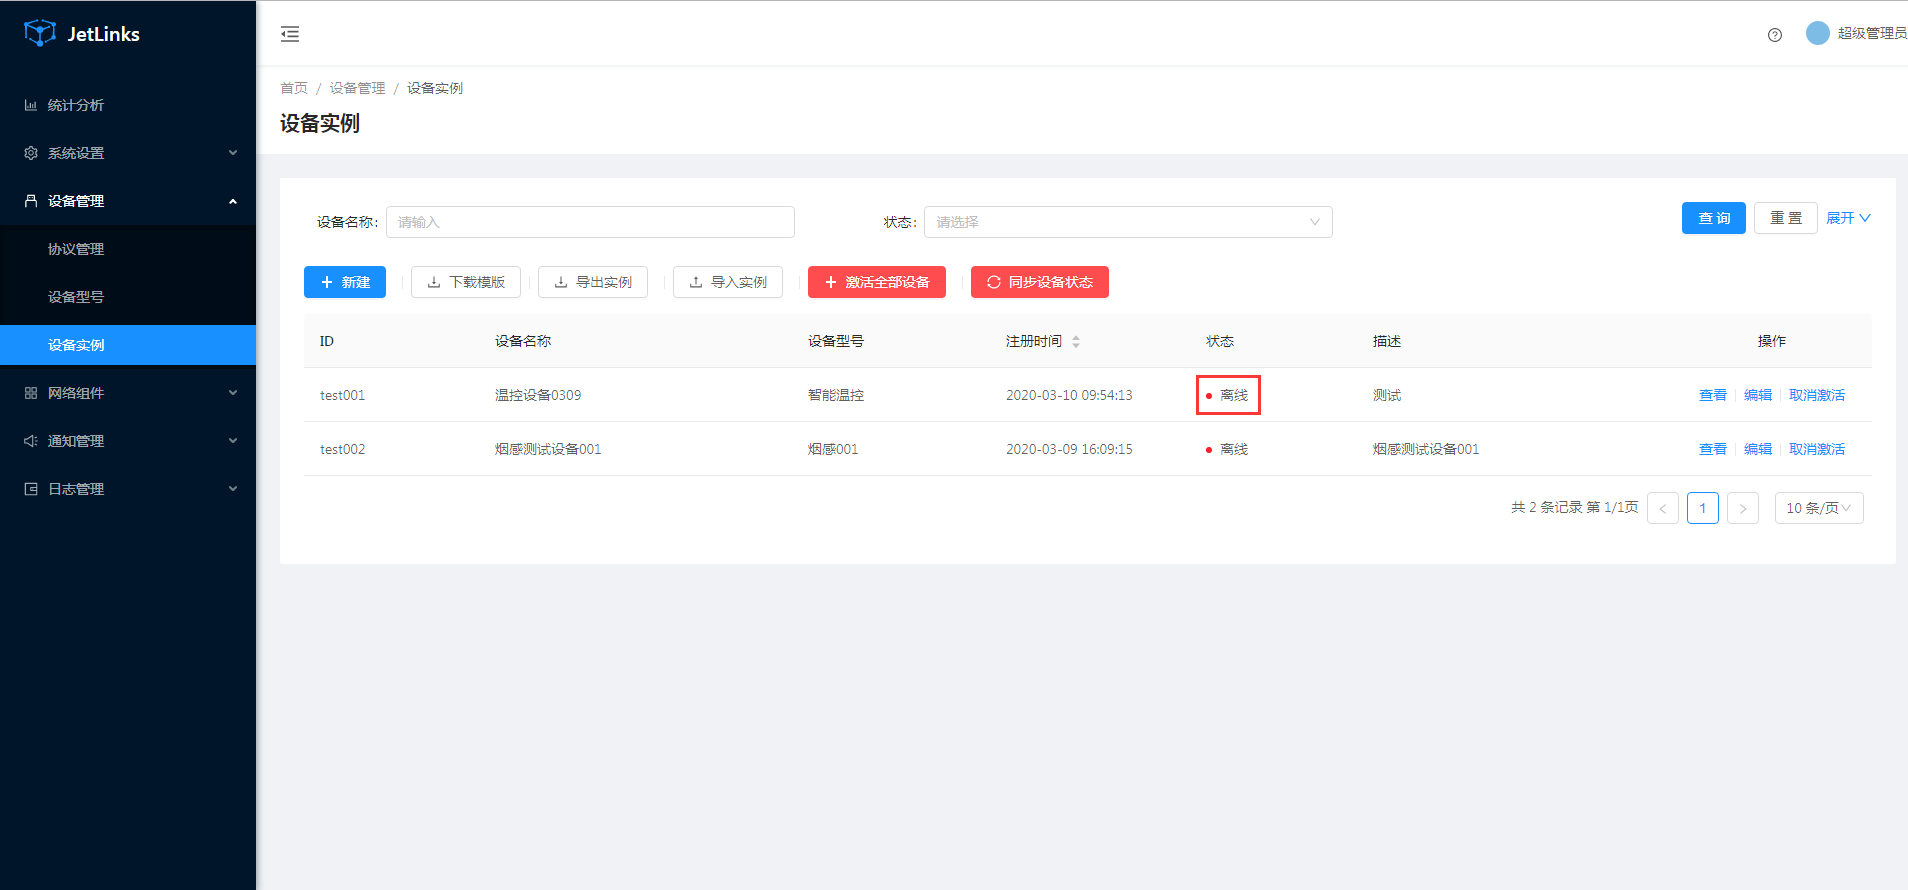 JetLinks
超级管理员
统计分析
系统设置
设备管理
协议管理
设备型号
设备实例
网络组件
通知管理
日志管理
首页 / 设备管理 / 设备实例
设备实例
设备名称: 请输入 状态: 请选择 查 询 重 置 展开
新建 下载模版 导出实例 导入实例 激活全部设备 同步设备状态
ID 设备名称 设备型号 注册时间 状态 描述 操作
test001 温控设备0309 智能温控 2020-03-10 09:54:13 离线 测试 查看 编辑 取消激活
test002 烟感测试设备001 烟感001 2020-03-09 16:09:15 离线 烟感测试设备001 查看 编辑 取消激活
共 2 条记录 第 1/1页 < 1 > 10 条/页